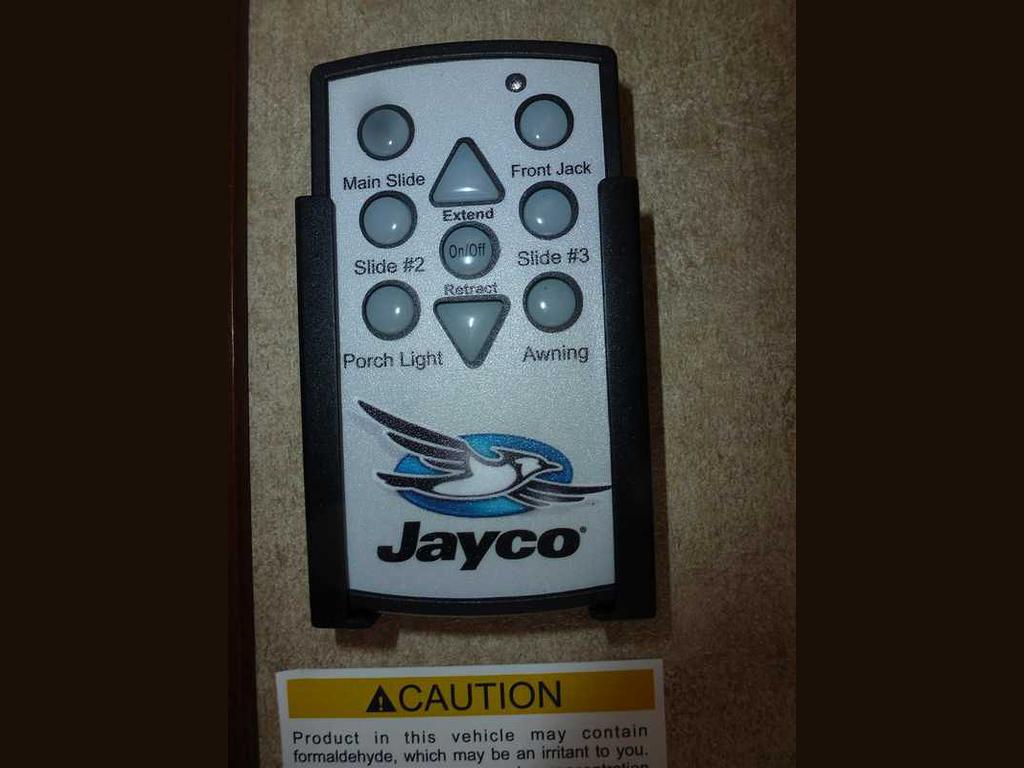 Main Slide
Front Jack
Extend
Slide #2
On/Off
Slide #3
Retract
Porch Light
Awning
Jayco®
CAUTION
Product in this vehicle may contain
formaldehyde, which may be an irritant to you.